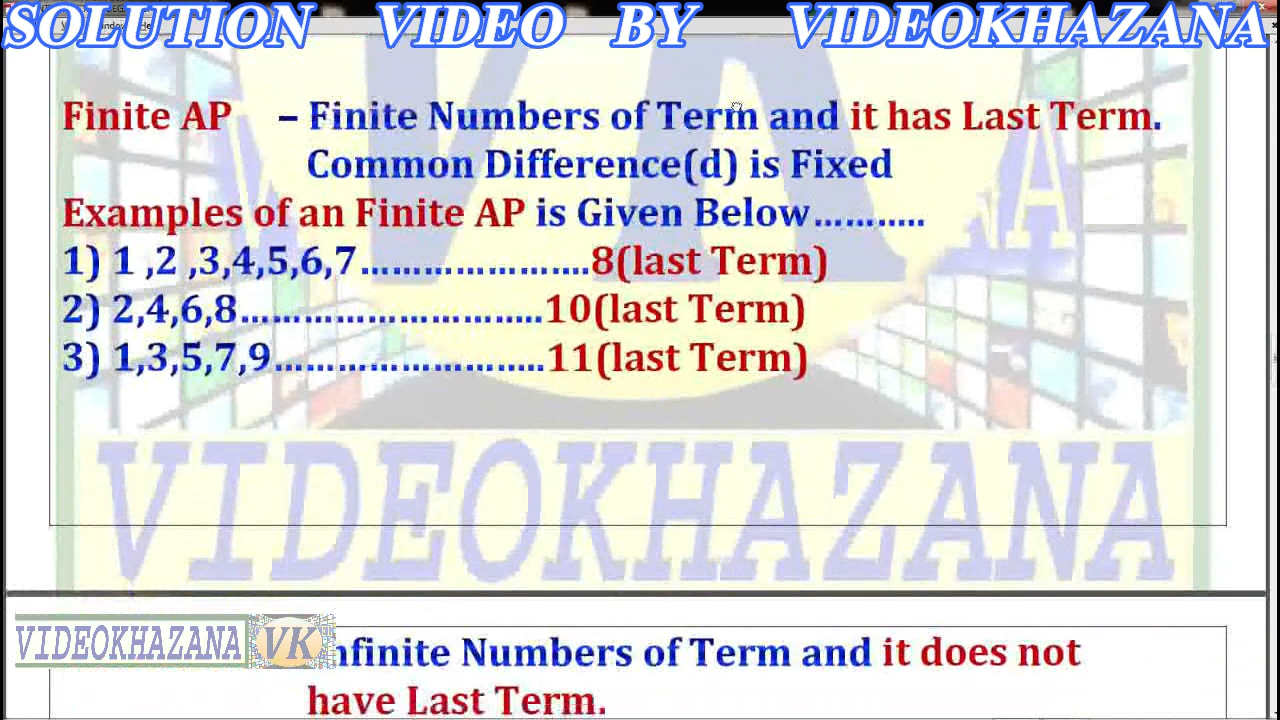 SOLUTION VIDEO BY VIDEOKHAZANA
Finite AP – Finite Numbers of Term and it has Last Term.
Common Difference(d) is Fixed
Examples of an Finite AP is Given Below...........
1) 1 ,2 ,3,4,5,6,7.......................8(last Term)
2) 2,4,6,8..............................10(last Term)
3) 1,3,5,7,9...........................11(last Term)
VIDEOKHAZANA
VIDEOKHAZANA VK
nfinite Numbers of Term and it does not
have Last Term.